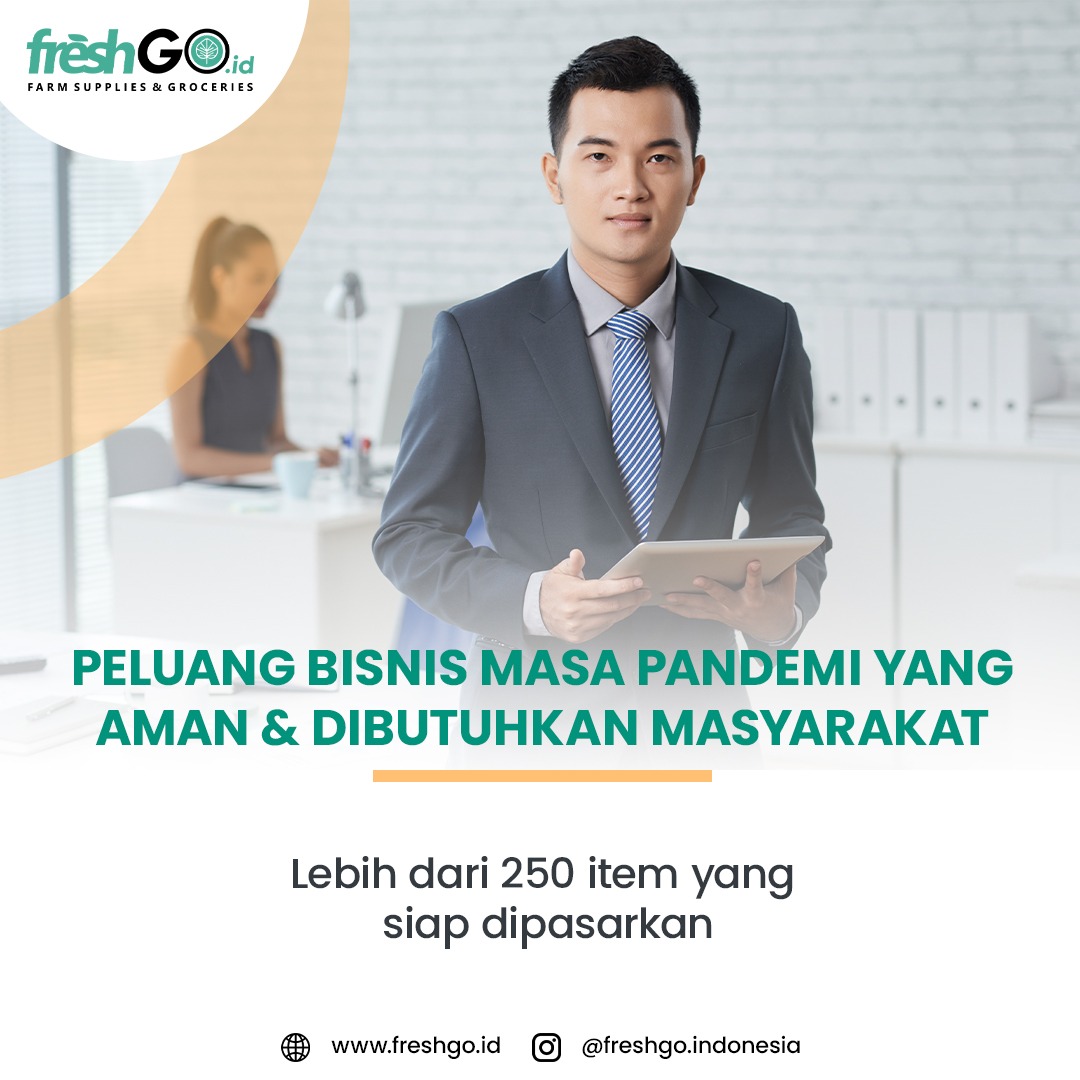 freshGO.id
FARM SUPPLIES & GROCERIES
PELUANG BISNIS MASA PANDEMI YANG
AMAN & DIBUTUHKAN MASYARAKAT
Lebih dari 250 item yang
siap dipasarkan
www.freshgo.id @freshgo.indonesia